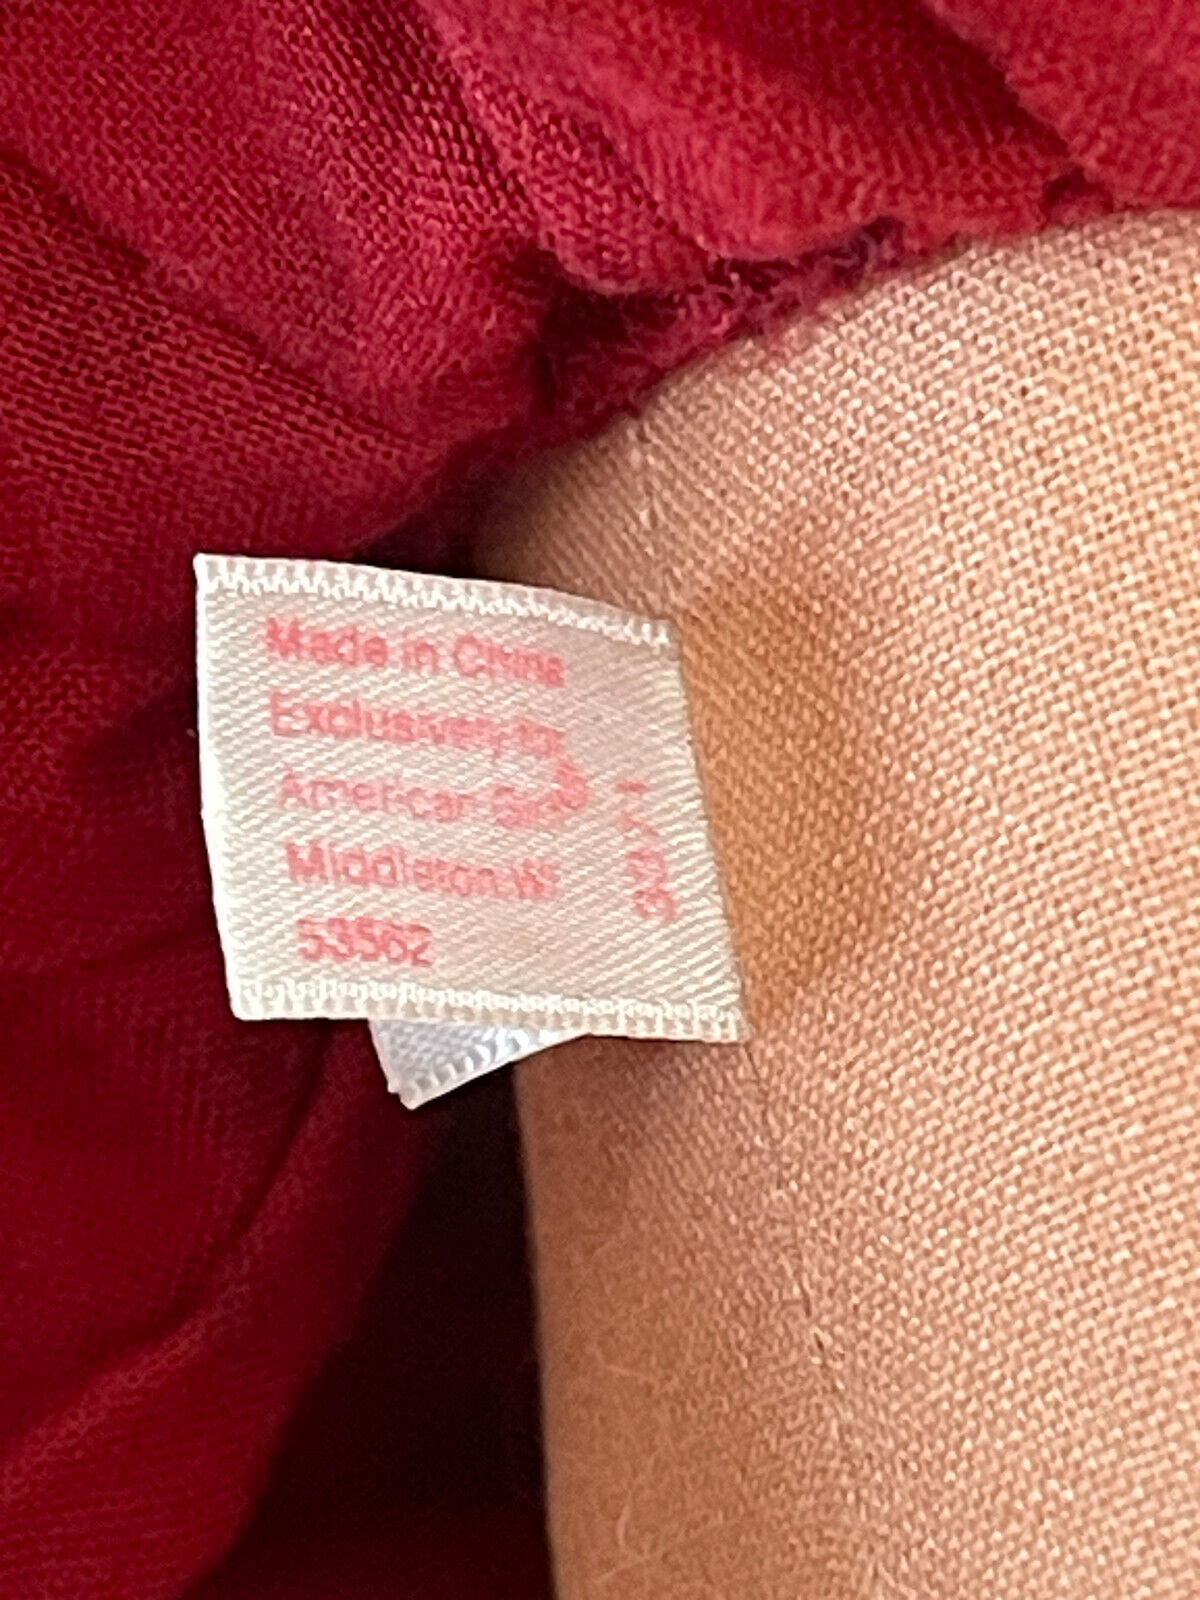 Made in China
Exclusively for
American Girl
Middleton WI
53562